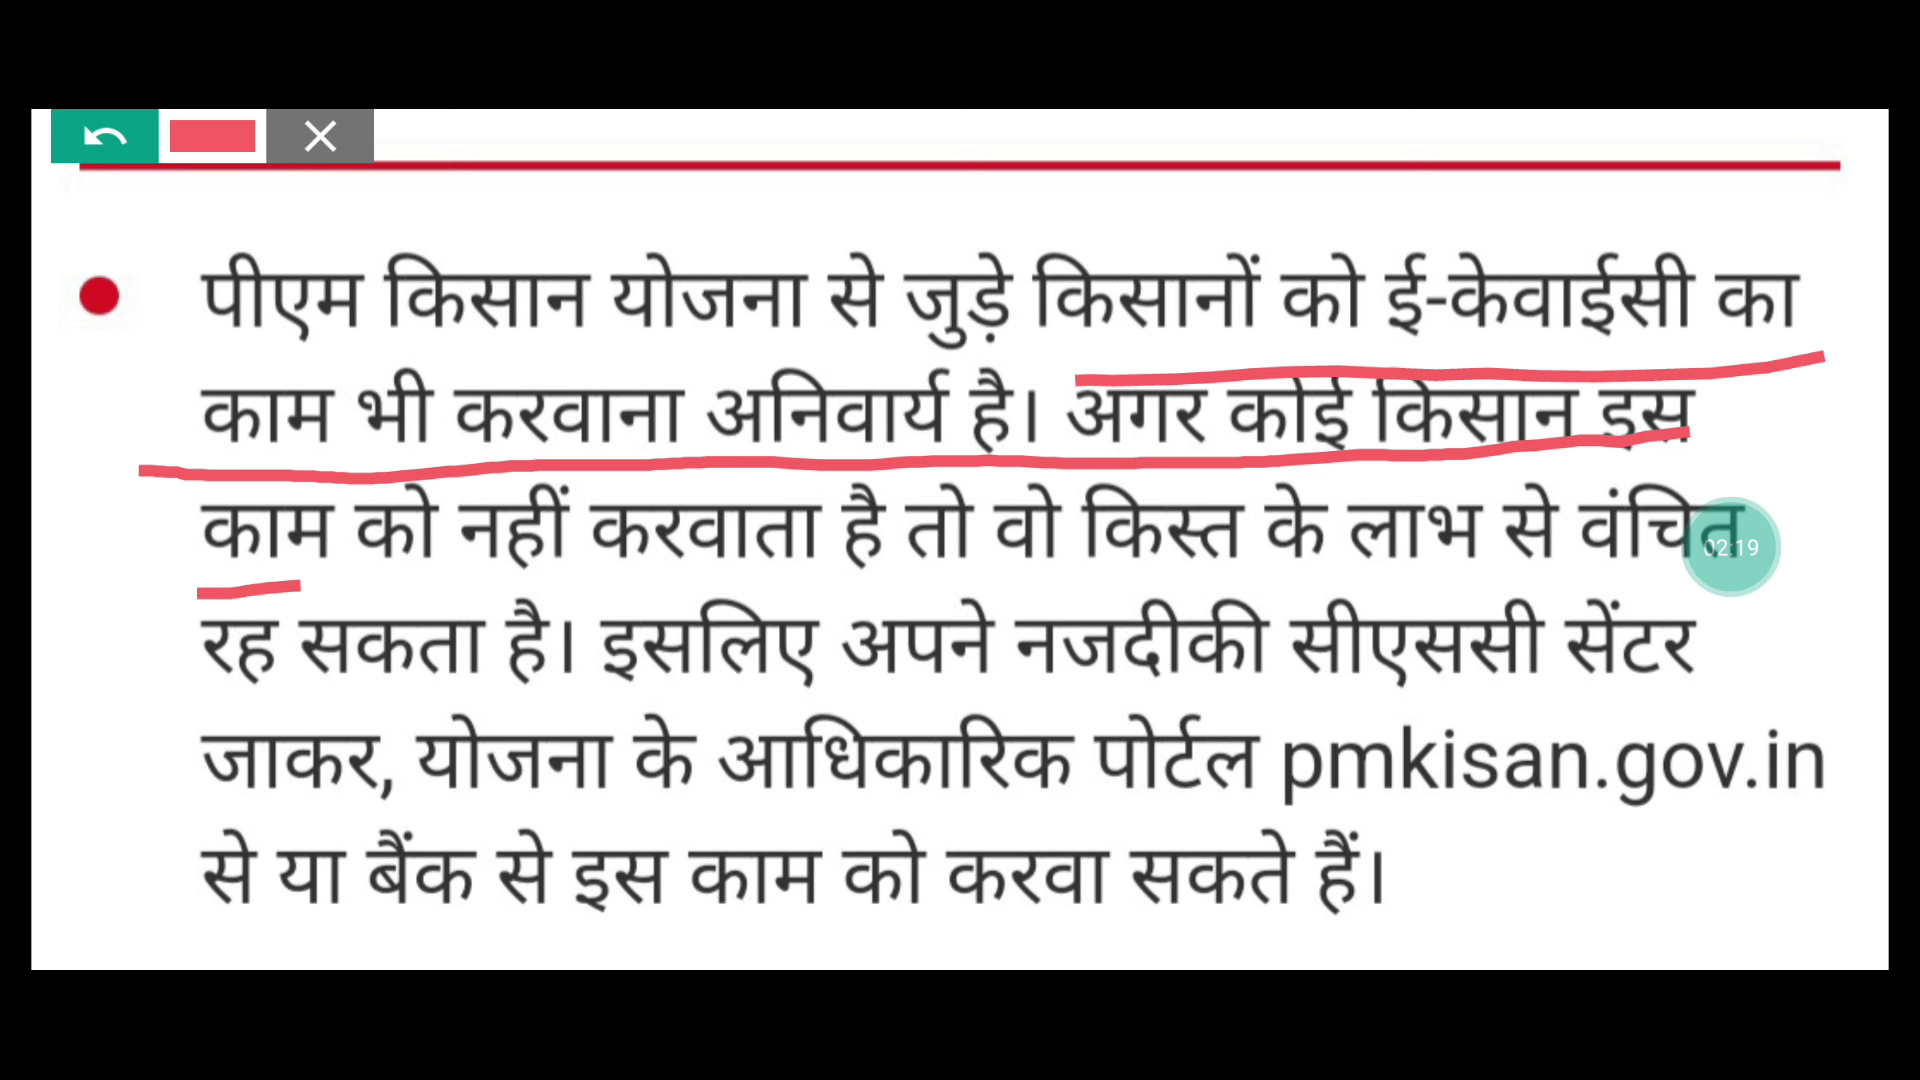 पीएम किसान योजना से जुड़े किसानों को ई-केवाईसी का
काम भी करवाना अनिवार्य है। अगर कोई किसान इस
काम को नहीं करवाता है तो वो किस्त के लाभ से वंचित
02:19
रह सकता है। इसलिए अपने नजदीकी सीएससी सेंटर
जाकर, योजना के आधिकारिक पोर्टल pmkisan.gov.in
से या बैंक से इस काम को करवा सकते हैं।